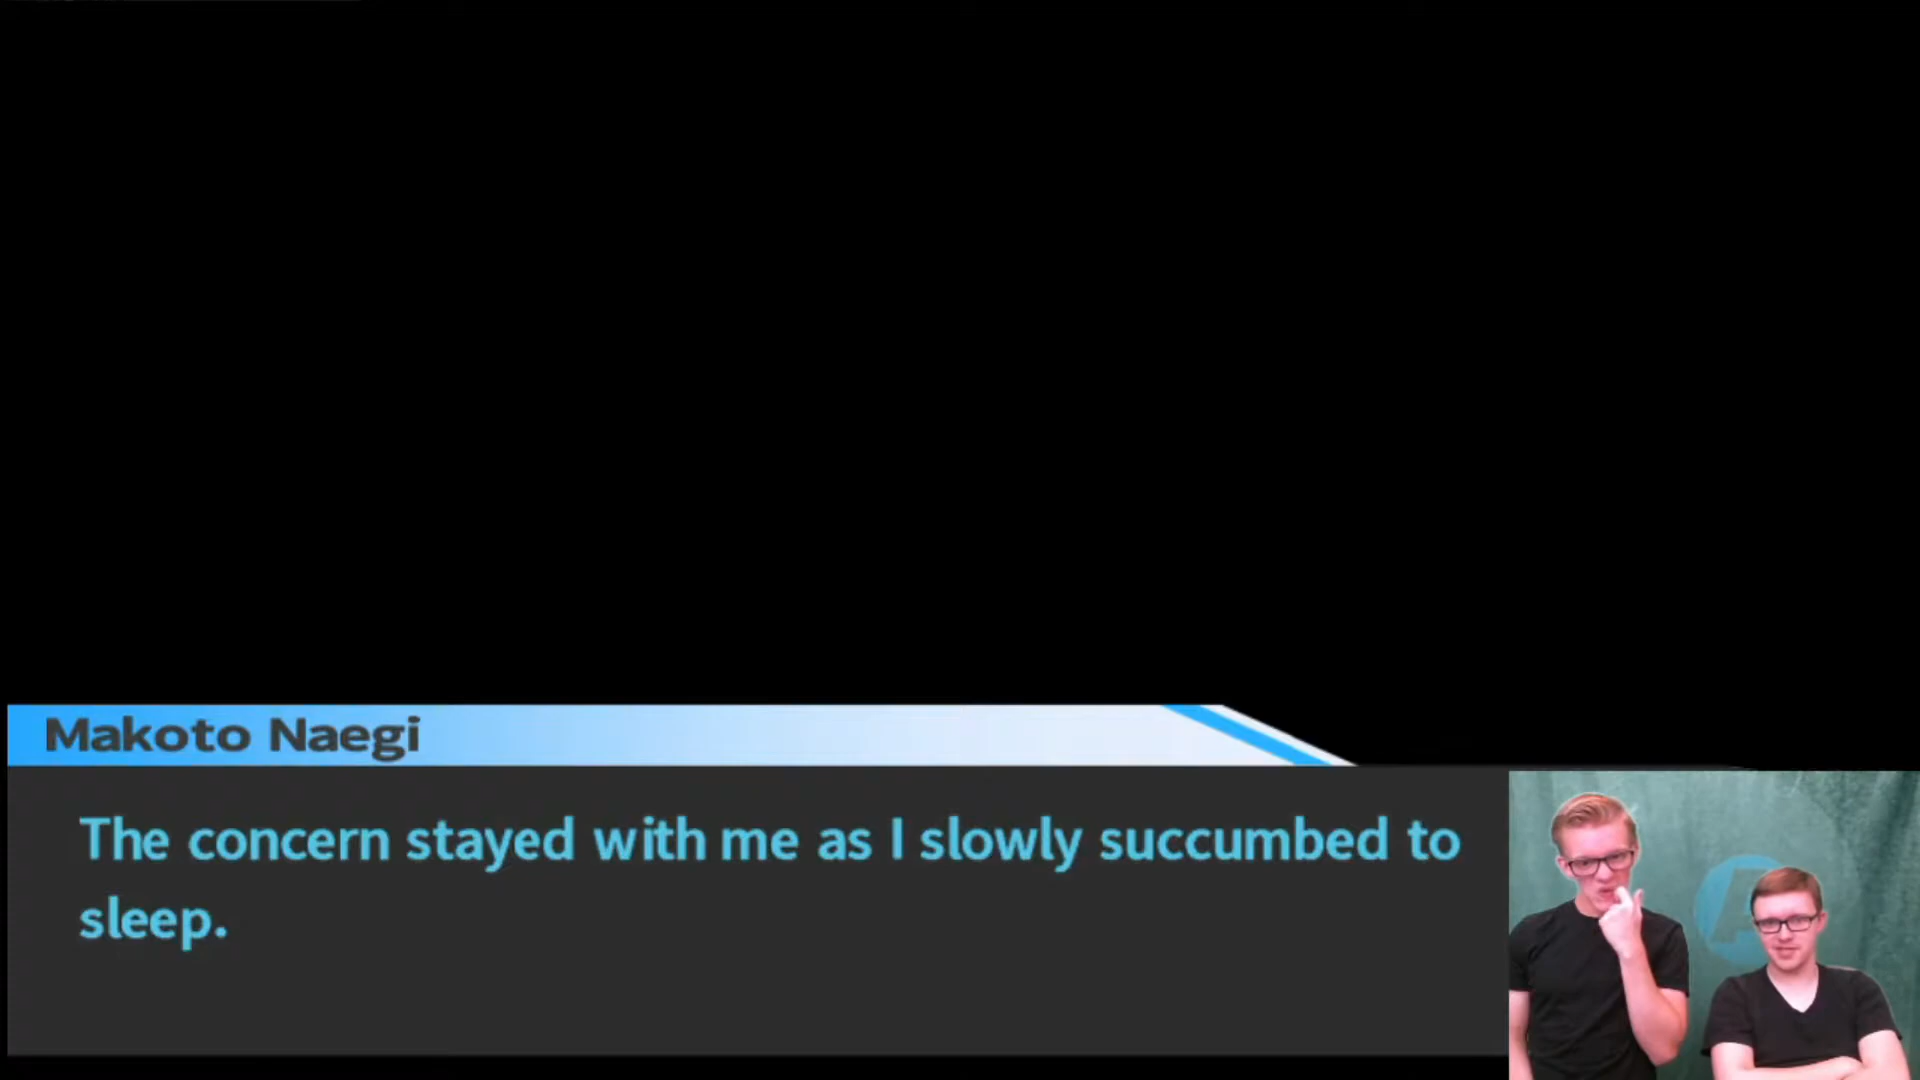 Makoto Naegi
The concern stayed with me as I slowly succumbed to
sleep.